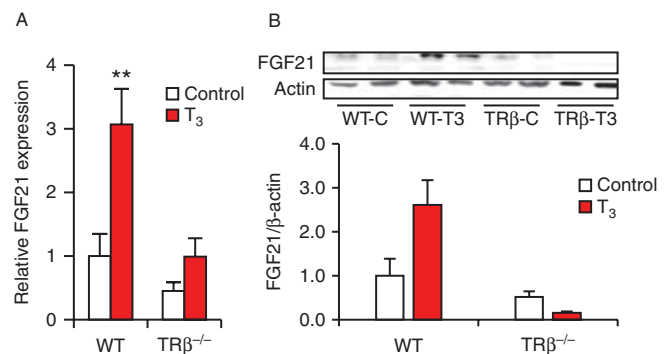 A
Relative FGF21 expression
4
3
2
1
0
**
Control
T₃
WT
TRβ⁻/⁻
B
FGF21
Actin
WT-C WT-T3 TRβ-C TRβ-T3
FGF21/β-actin
4.0
3.0
2.0
1.0
0.0
Control
T₃
WT
TRβ⁻/⁻